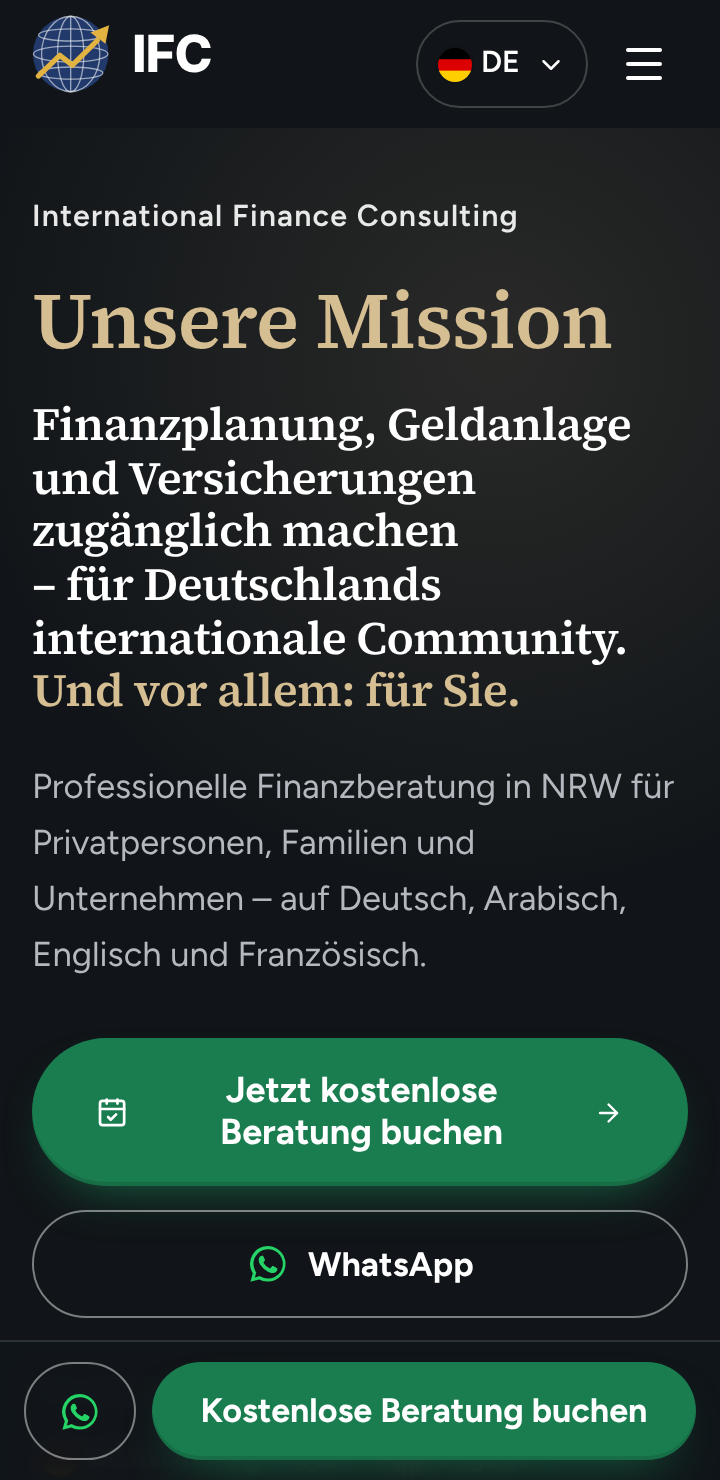 IFC
DE
International Finance Consulting
Unsere Mission
Finanzplanung, Geldanlage
und Versicherungen
zugänglich machen
– für Deutschlands
internationale Community.
Und vor allem: für Sie.
Professionelle Finanzberatung in NRW für
Privatpersonen, Familien und
Unternehmen – auf Deutsch, Arabisch,
Englisch und Französisch.
Jetzt kostenlose
Beratung buchen
WhatsApp
Kostenlose Beratung buchen